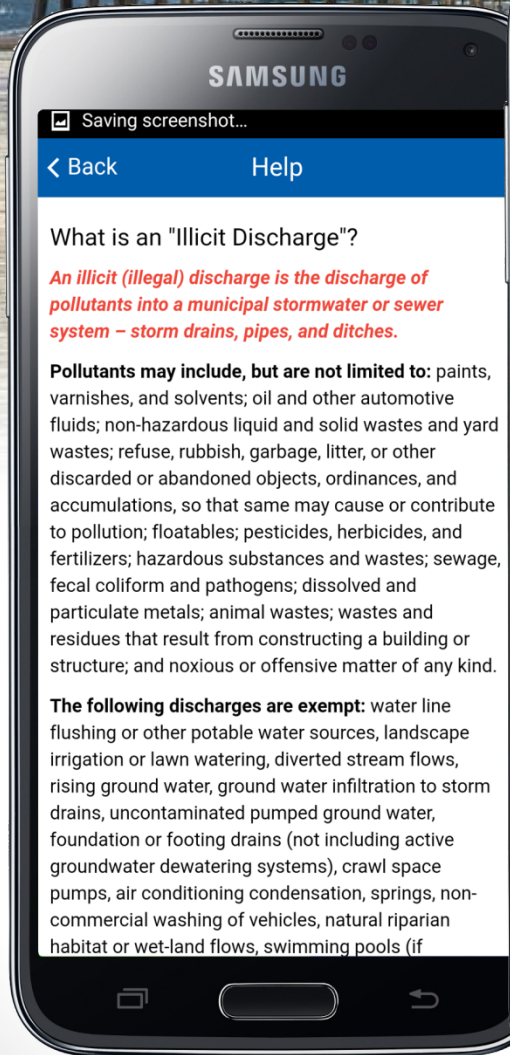 SAMSUNG
Saving screenshot...
Back
Help
What is an "Illicit Discharge"?
An illicit (illegal) discharge is the discharge of
pollutants into a municipal stormwater or sewer
system – storm drains, pipes, and ditches.
Pollutants may include, but are not limited to: paints,
varnishes, and solvents; oil and other automotive
fluids; non-hazardous liquid and solid wastes and yard
wastes; refuse, rubbish, garbage, litter, or other
discarded or abandoned objects, ordinances, and
accumulations, so that same may cause or contribute
to pollution; floatables; pesticides, herbicides, and
fertilizers; hazardous substances and wastes; sewage,
fecal coliform and pathogens; dissolved and
particulate metals; animal wastes; wastes and
residues that result from constructing a building or
structure; and noxious or offensive matter of any kind.
The following discharges are exempt: water line
flushing or other potable water sources, landscape
irrigation or lawn watering, diverted stream flows,
rising ground water, ground water infiltration to storm
drains, uncontaminated pumped ground water,
foundation or footing drains (not including active
groundwater dewatering systems), crawl space
pumps, air conditioning condensation, springs, non-
commercial washing of vehicles, natural riparian
habitat or wet-land flows, swimming pools (if